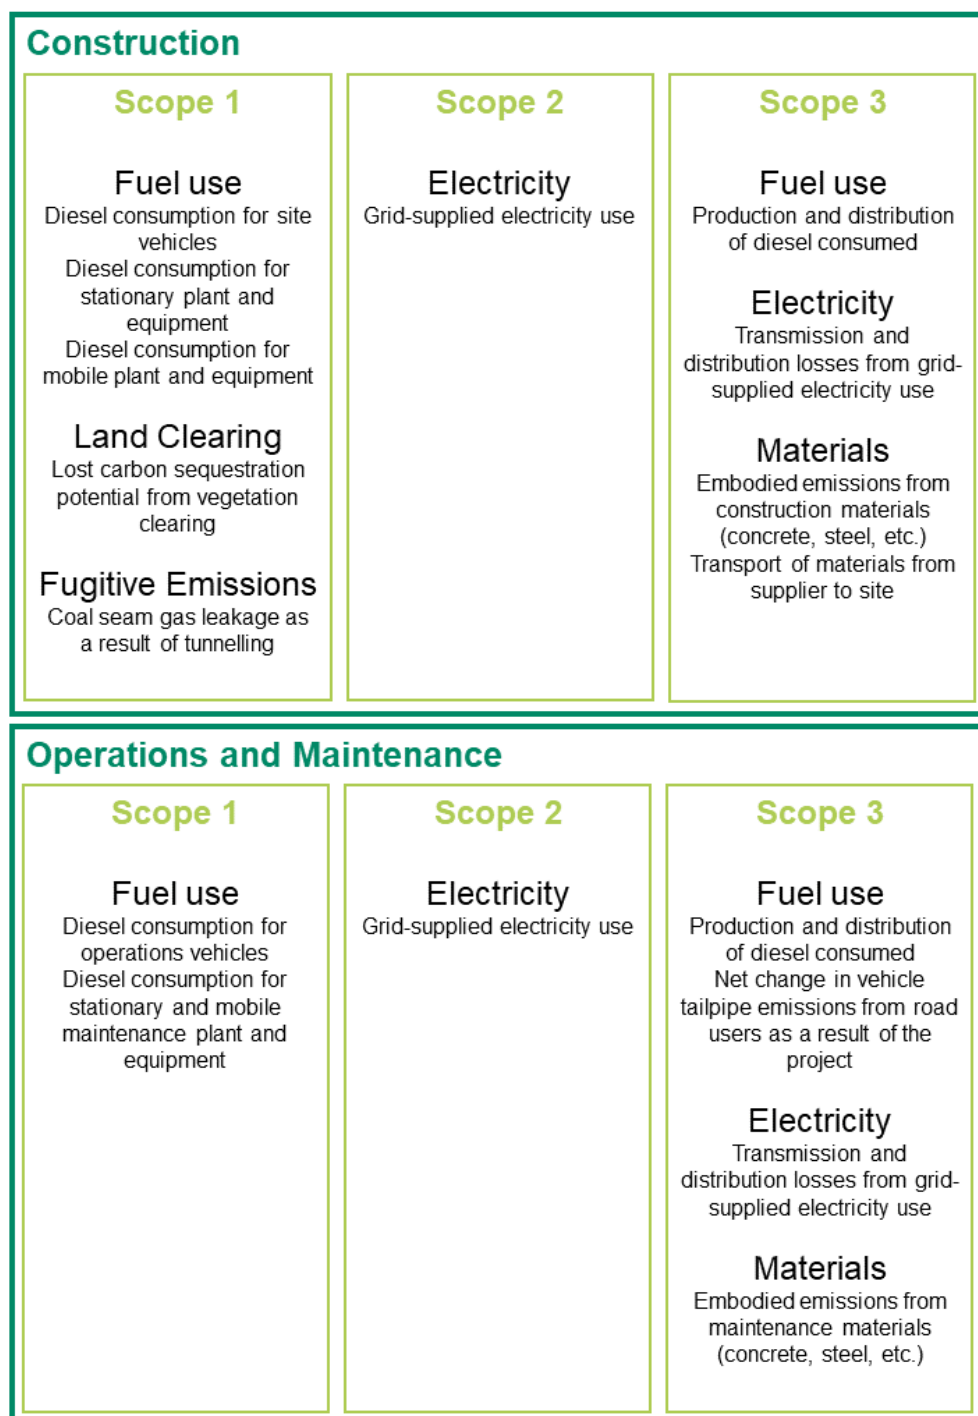 Construction
Scope 1
Fuel use
Diesel consumption for site
vehicles
Diesel consumption for
stationary plant and
equipment
Diesel consumption for
mobile plant and equipment
Land Clearing
Lost carbon sequestration
potential from vegetation
clearing
Fugitive Emissions
Coal seam gas leakage as
a result of tunnelling
Scope 2
Electricity
Grid-supplied electricity use
Scope 3
Fuel use
Production and distribution
of diesel consumed
Electricity
Transmission and
distribution losses from grid-
supplied electricity use
Materials
Embodied emissions from
construction materials
(concrete, steel, etc.)
Transport of materials from
supplier to site
Operations and Maintenance
Scope 1
Fuel use
Diesel consumption for
operations vehicles
Diesel consumption for
stationary and mobile
maintenance plant and
equipment
Scope 2
Electricity
Grid-supplied electricity use
Scope 3
Fuel use
Production and distribution
of diesel consumed
Net change in vehicle
tailpipe emissions from road
users as a result of the
project
Electricity
Transmission and
distribution losses from grid-
supplied electricity use
Materials
Embodied emissions from
maintenance materials
(concrete, steel, etc.)